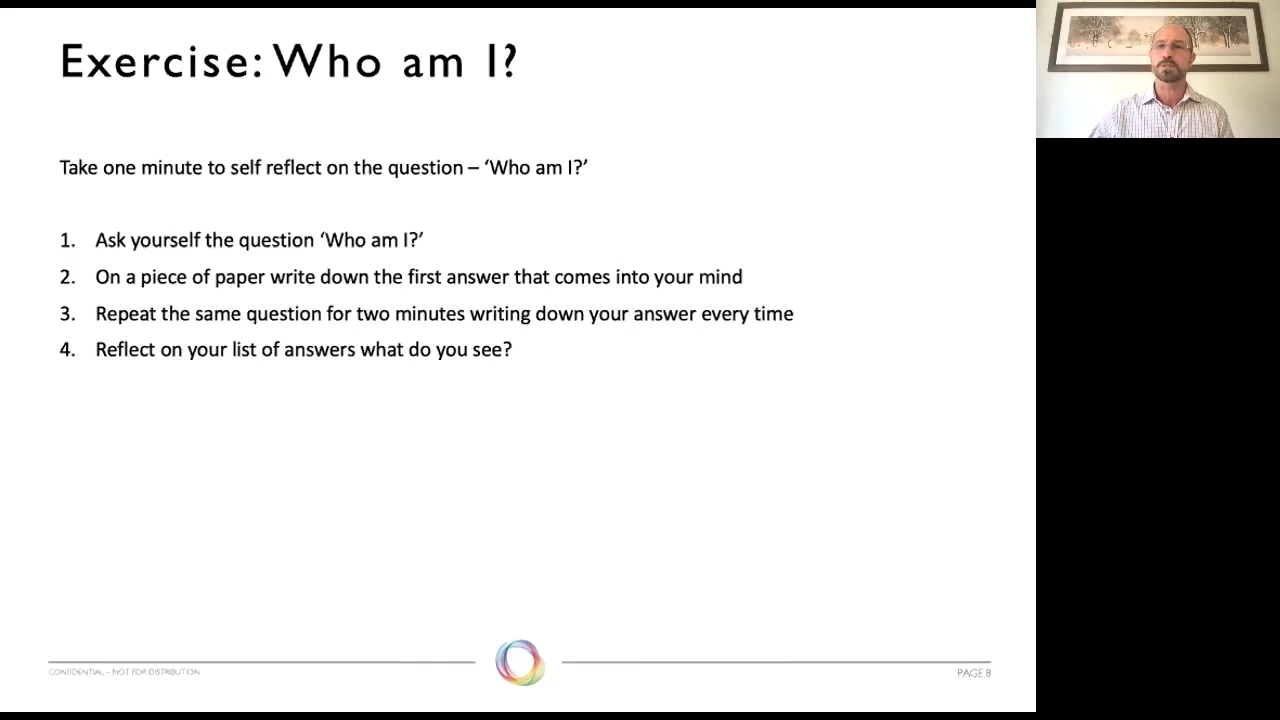 Exercise: Who am I?
Take one minute to self reflect on the question – ‘Who am I?’
1. Ask yourself the question ‘Who am I?’
2. On a piece of paper write down the first answer that comes into your mind
3. Repeat the same question for two minutes writing down your answer every time
4. Reflect on your list of answers what do you see?
CONFIDENTIAL – NOT FOR DISTRIBUTION
PAGE 8